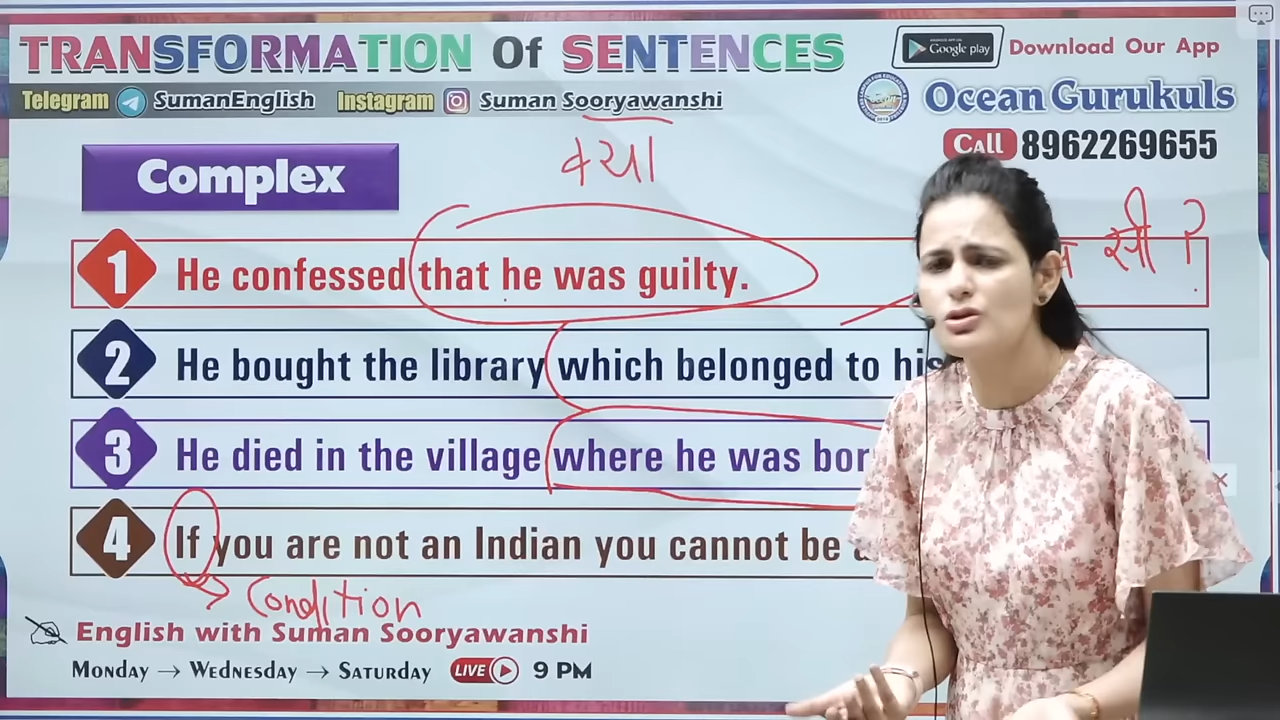 TRANSFORMATION Of SENTENCES
Google play
Download Our App
Telegram SumanEnglish Instagram Suman Sooryawanshi
Ocean Gurukuls
CALL 8962269655
क्या
Complex
सी ?
1 He confessed that he was guilty.
2 He bought the library which belonged to his
3 He died in the village where he was bor
4 If you are not an Indian you cannot be a
Condition
English with Suman Sooryawanshi
Monday → Wednesday → Saturday LIVE 9 PM